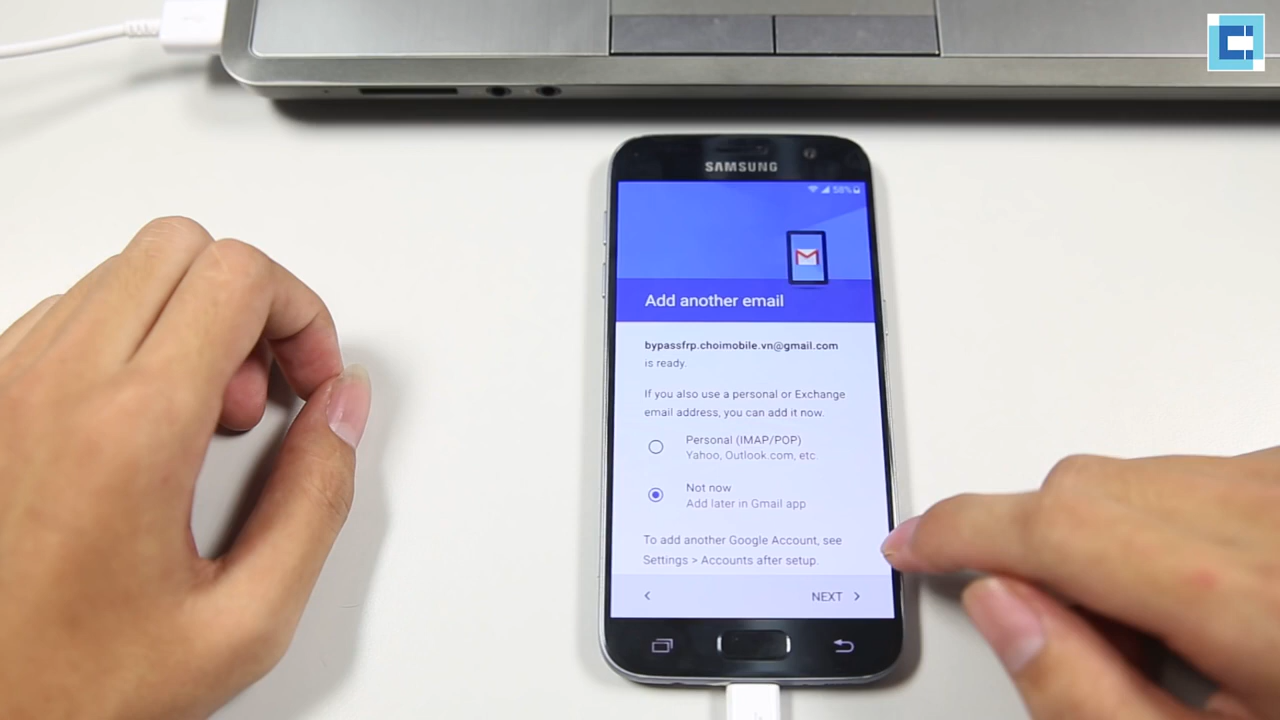 SAMSUNG
58%
Add another email
bypassfrp.choimobile.vn@gmail.com
is ready.
If you also use a personal or Exchange
email address, you can add it now.
Personal (IMAP/POP)
Yahoo, Outlook.com, etc.
Not now
Add later in Gmail app
To add another Google Account, see
Settings > Accounts after setup.
NEXT